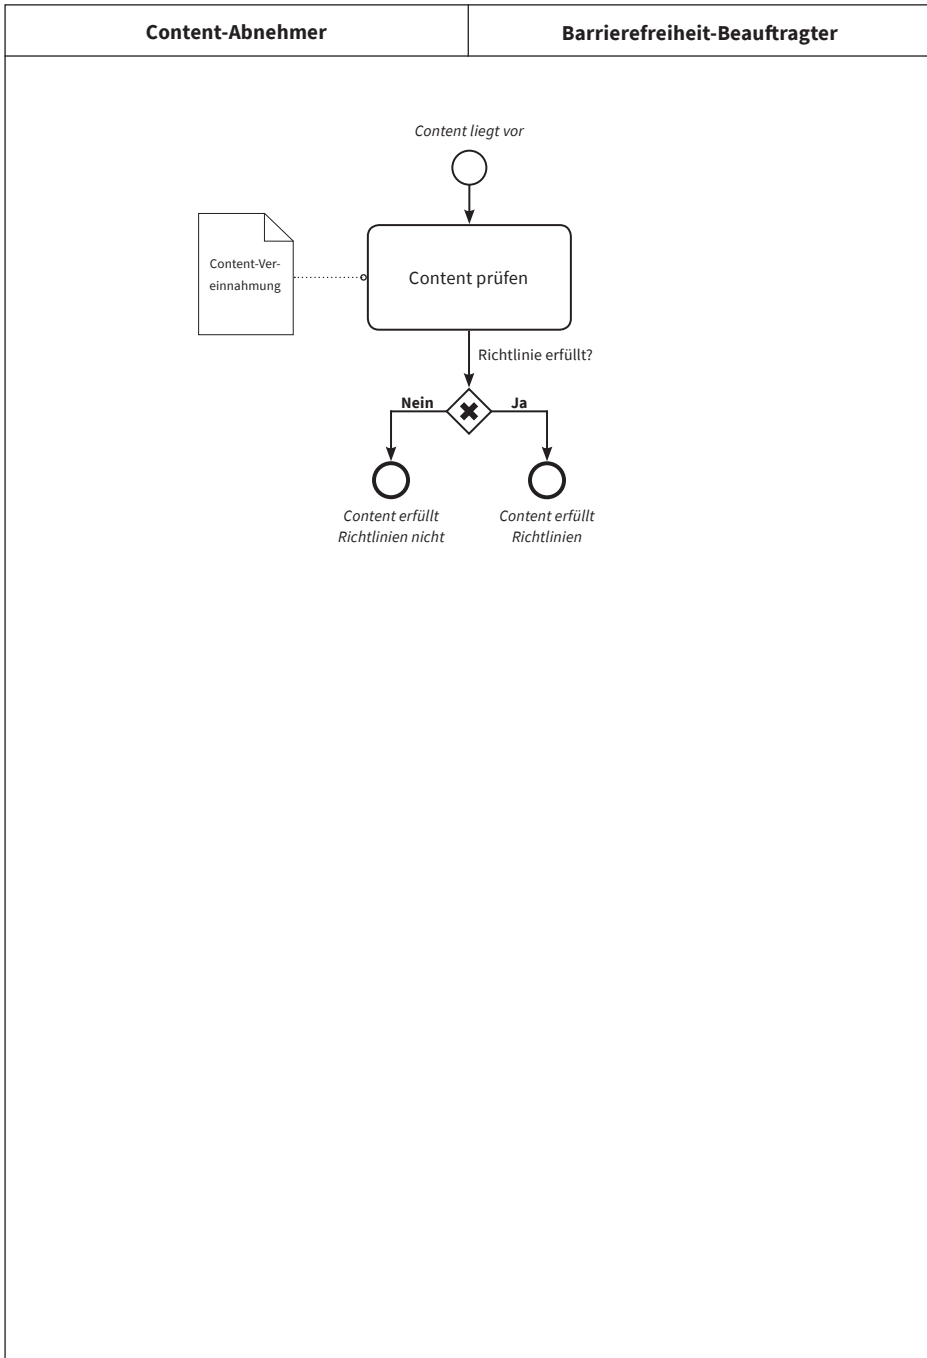 Content-Abnehmer
Barrierefreiheit-Beauftragter
Content liegt vor
Content-Ver-
einnahmung
Content prüfen
Richtlinie erfüllt?
Nein
Ja
Content erfüllt
Richtlinien nicht
Content erfüllt
Richtlinien